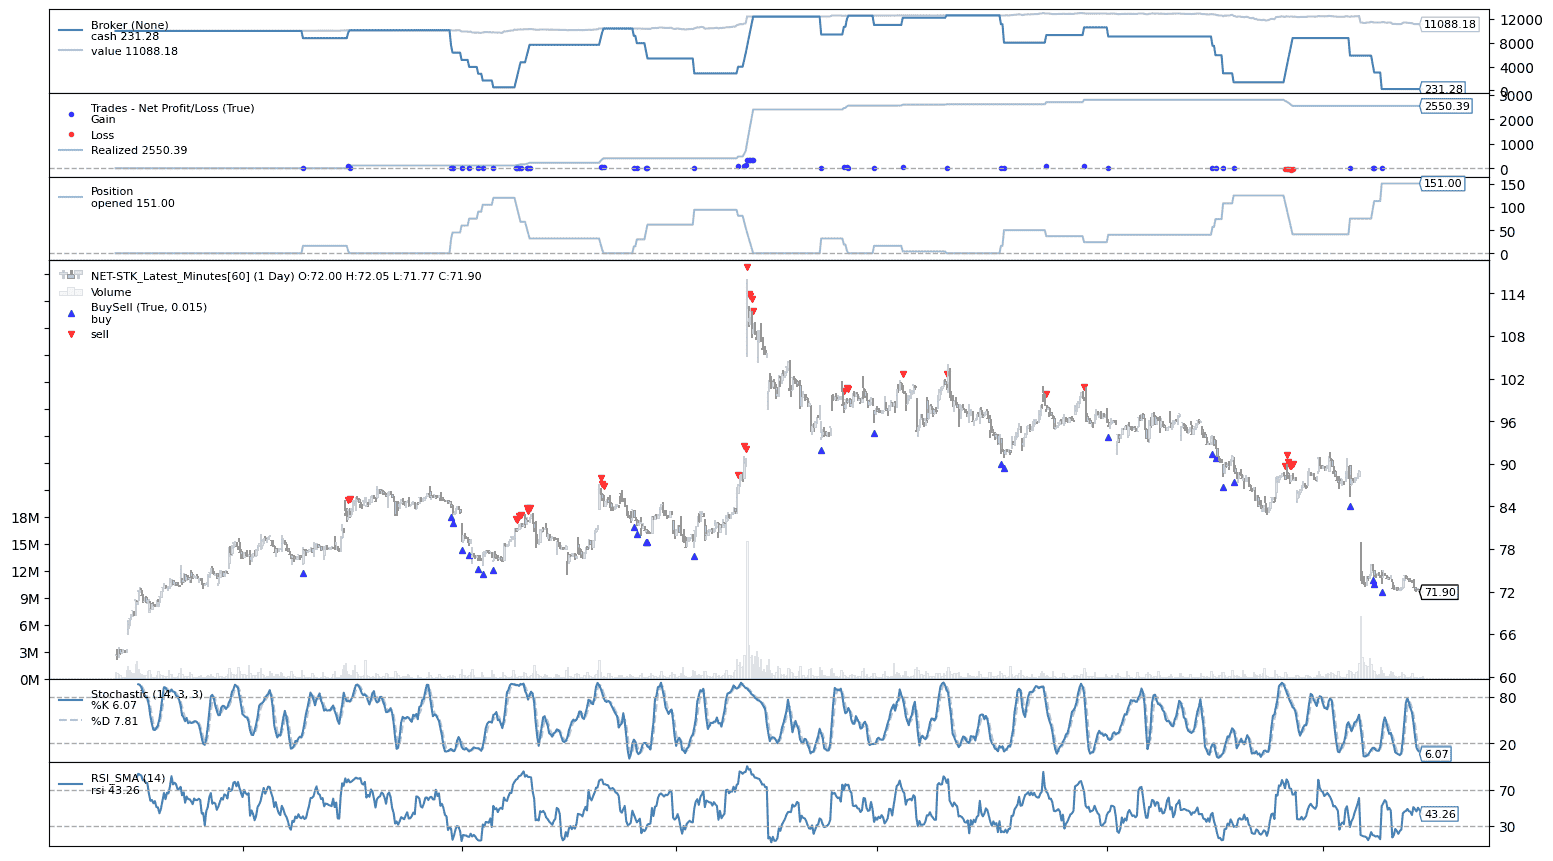 Broker (None)
cash 231.28
value 11088.18
12000
11088.18
8000
4000
231.28
0
Trades - Net Profit/Loss (True)
Gain
Loss
Realized 2550.39
3000
2550.39
2000
1000
0
Position
opened 151.00
151.00
150
100
50
0
NET-STK_Latest_Minutes[60] (1 Day) O:72.00 H:72.05 L:71.77 C:71.90
Volume
BuySell (True, 0.015)
buy
sell
114
108
102
96
90
84
78
72
71.90
66
60
18M
15M
12M
9M
6M
3M
0M
Stochastic (14, 3, 3)
%K 6.07
%D 7.81
80
20
6.07
RSI_SMA (14)
rsi 43.26
70
43.26
30